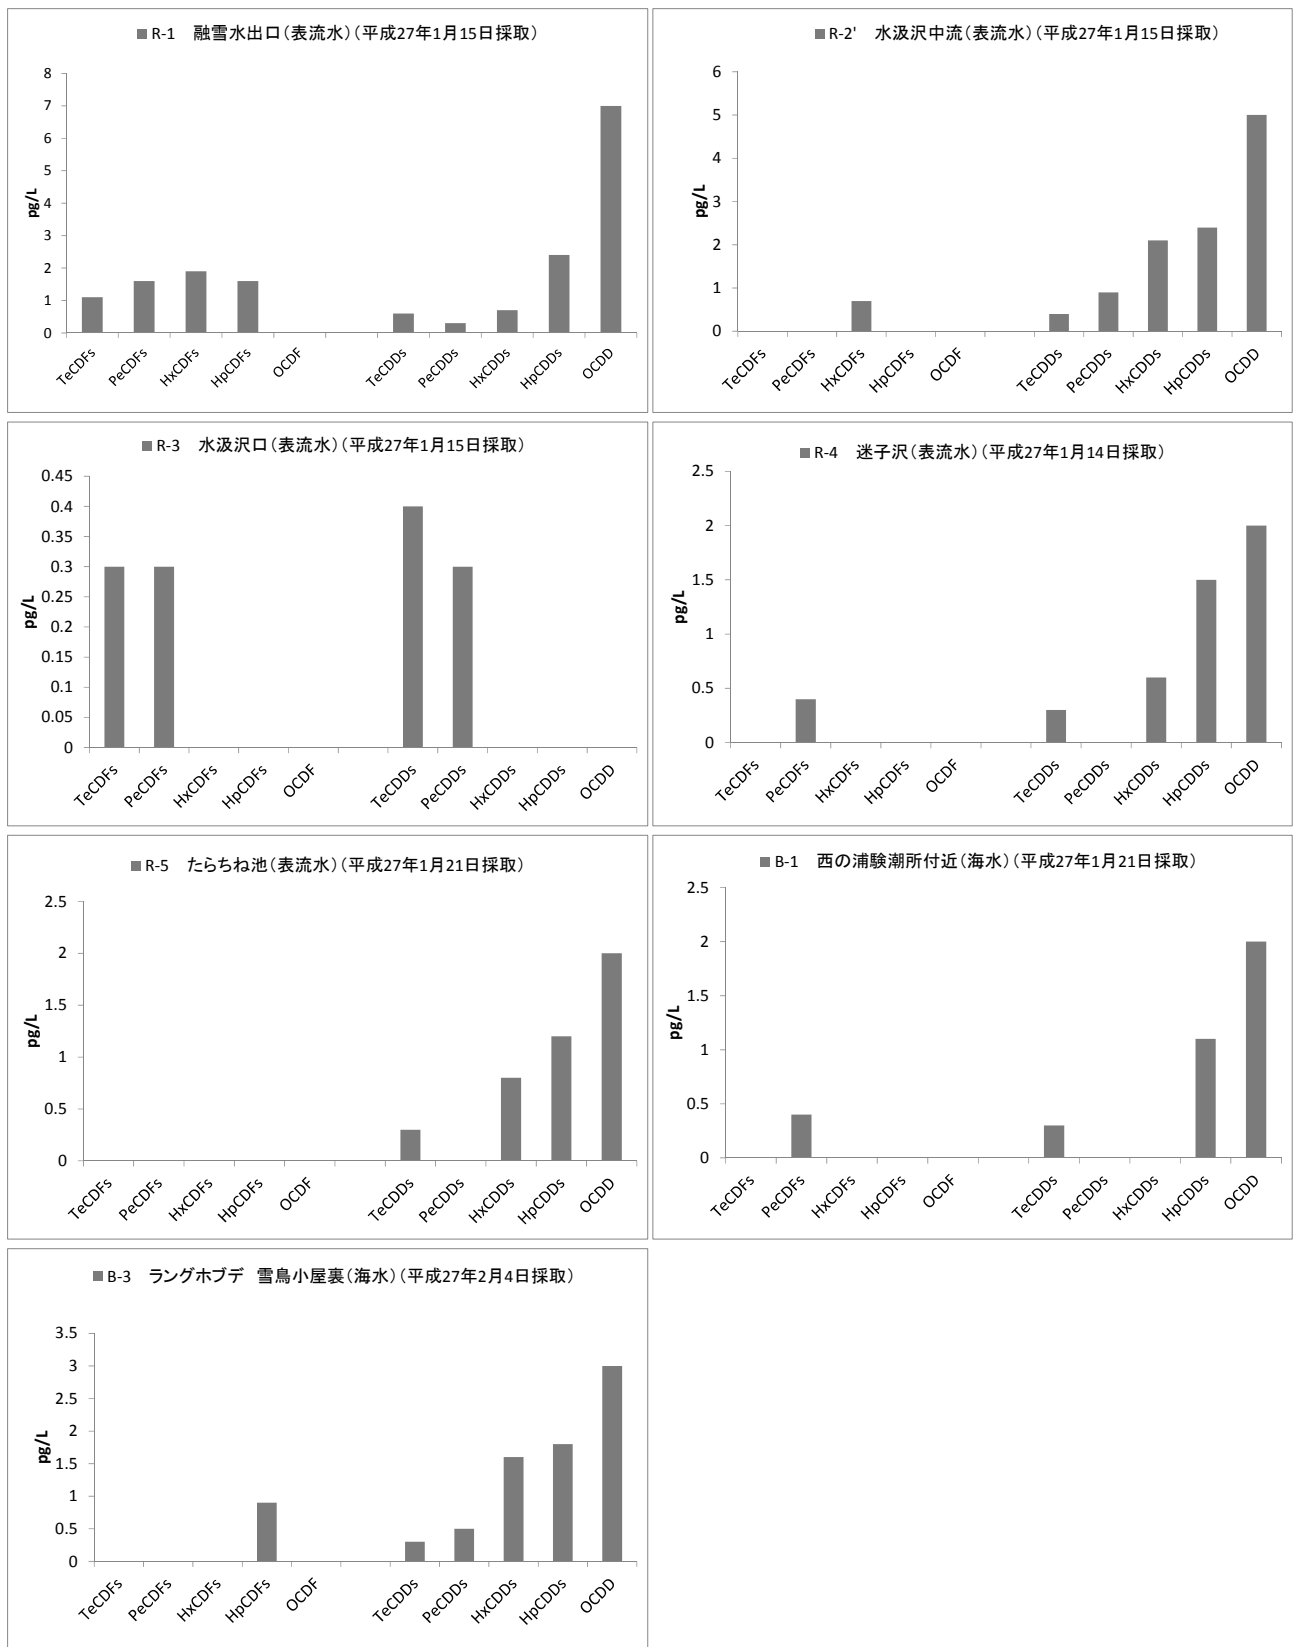 R-1 融雪水出口（表流水）（平成27年1月15日採取）
8
7
6
5
4
3
2
1
0
pg/L
TeCDFs
PeCDFs
HxCDFs
HpCDFs
OCDF
TeCDDs
PeCDDs
HxCDDs
HpCDDs
OCDD
R-2' 水汲沢中流（表流水）（平成27年1月15日採取）
6
5
4
3
2
1
0
pg/L
TeCDFs
PeCDFs
HxCDFs
HpCDFs
OCDF
TeCDDs
PeCDDs
HxCDDs
HpCDDs
OCDD
R-3 水汲沢口（表流水）（平成27年1月15日採取）
0.45
0.4
0.35
0.3
0.25
0.2
0.15
0.1
0.05
0
pg/L
TeCDFs
PeCDFs
HxCDFs
HpCDFs
OCDF
TeCDDs
PeCDDs
HxCDDs
HpCDDs
OCDD
R-4 迷子沢（表流水）（平成27年1月14日採取）
2.5
2
1.5
1
0.5
0
pg/L
TeCDFs
PeCDFs
HxCDFs
HpCDFs
OCDF
TeCDDs
PeCDDs
HxCDDs
HpCDDs
OCDD
R-5 たらちね池（表流水）（平成27年1月21日採取）
2.5
2
1.5
1
0.5
0
pg/L
TeCDFs
PeCDFs
HxCDFs
HpCDFs
OCDF
TeCDDs
PeCDDs
HxCDDs
HpCDDs
OCDD
B-1 西の浦験潮所付近（海水）（平成27年1月21日採取）
2.5
2
1.5
1
0.5
0
pg/L
TeCDFs
PeCDFs
HxCDFs
HpCDFs
OCDF
TeCDDs
PeCDDs
HxCDDs
HpCDDs
OCDD
B-3 ラングホブデ 雪鳥小屋裏（海水）（平成27年2月4日採取）
3.5
3
2.5
2
1.5
1
0.5
0
pg/L
TeCDFs
PeCDFs
HxCDFs
HpCDFs
OCDF
TeCDDs
PeCDDs
HxCDDs
HpCDDs
OCDD